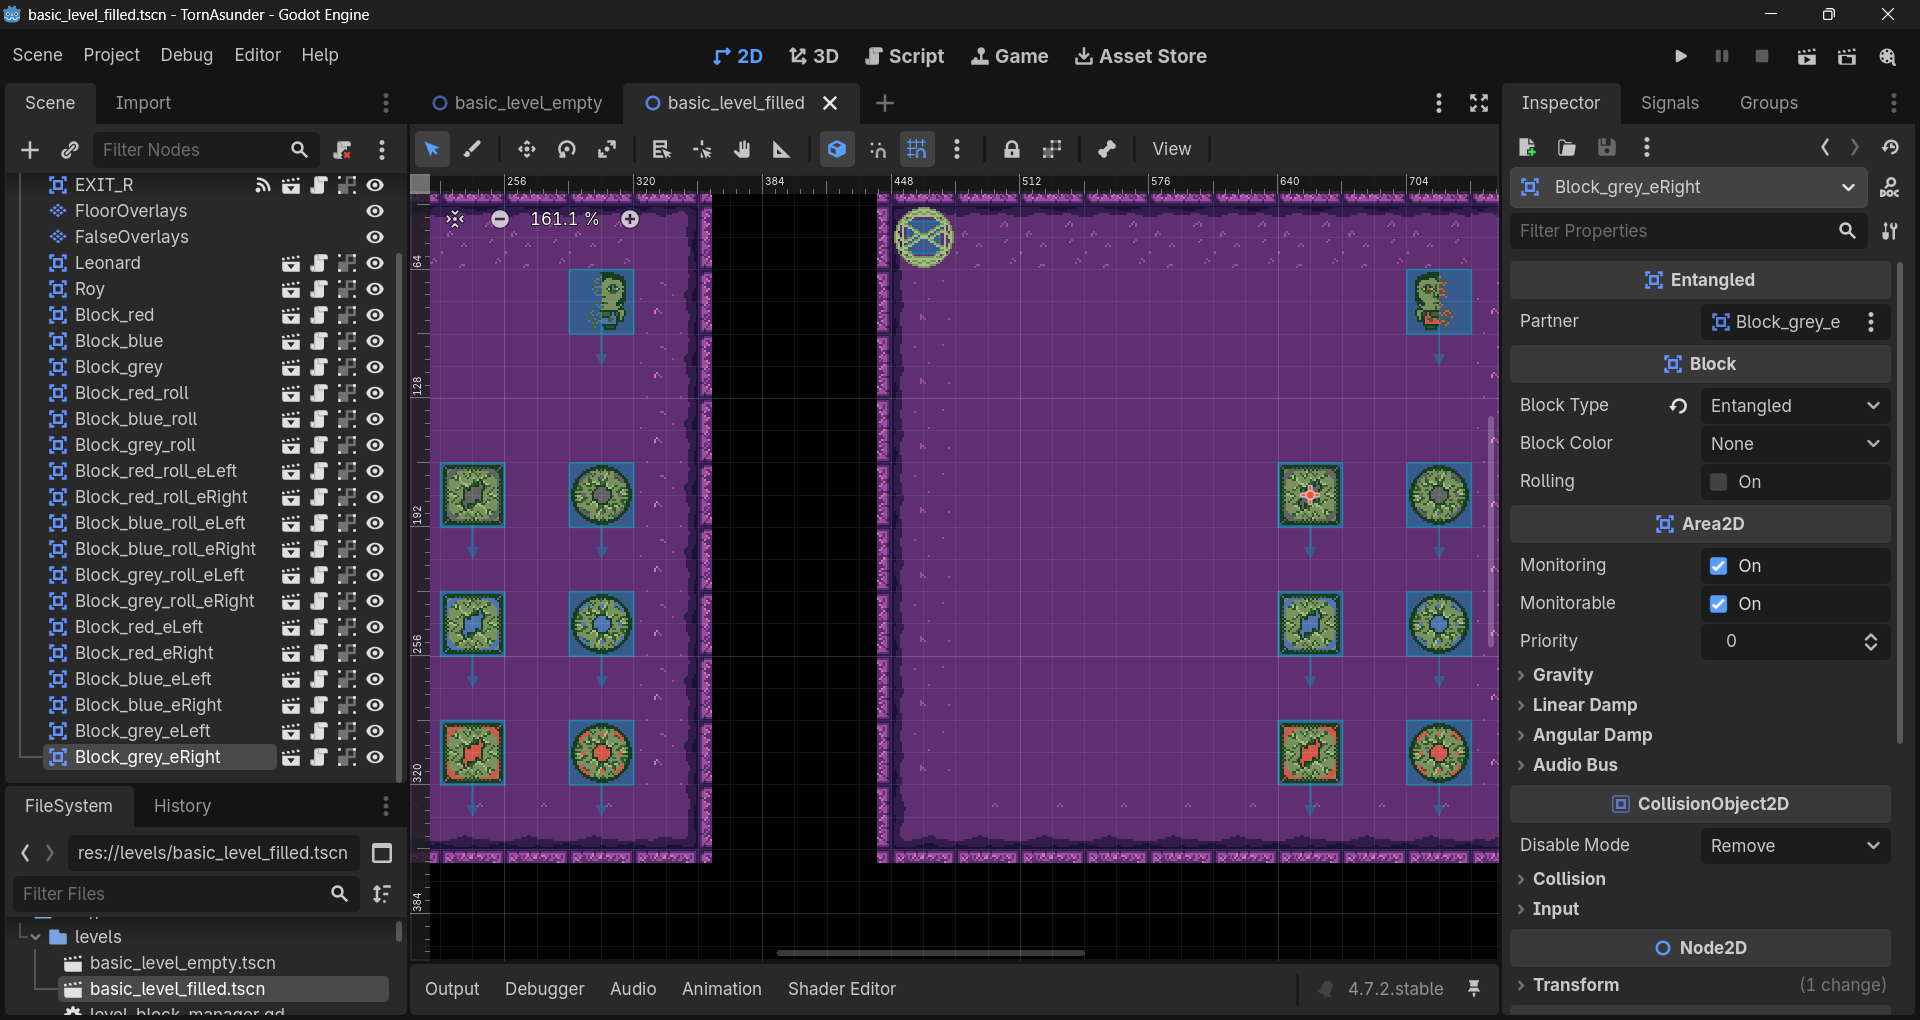 basic_level_filled.tscn - TornAsunder - Godot Engine
Scene Project Debug Editor Help
2D 3D Script Game Asset Store
Scene Import
basic_level_empty basic_level_filled
Inspector Signals Groups
Filter Nodes
View
EXIT_R
FloorOverlays
FalseOverlays
Leonard
Roy
Block_red
Block_blue
Block_grey
Block_red_roll
Block_blue_roll
Block_grey_roll
Block_red_roll_eLeft
Block_red_roll_eRight
Block_blue_roll_eLeft
Block_blue_roll_eRight
Block_grey_roll_eLeft
Block_grey_roll_eRight
Block_red_eLeft
Block_red_eRight
Block_blue_eLeft
Block_blue_eRight
Block_grey_eLeft
Block_grey_eRight
FileSystem History
res://levels/basic_level_filled.tscn
Filter Files
levels
basic_level_empty.tscn
basic_level_filled.tscn
level_block_manager.gd
256 320 384 448 512 576 640 704
161.1 %
64
128
192
256
320
384
Output Debugger Audio Animation Shader Editor
4.7.2.stable
Block_grey_eRight
Filter Properties
Entangled
Partner Block_grey_e
Block
Block Type Entangled
Block Color None
Rolling On
Area2D
Monitoring On
Monitorable On
Priority 0
Gravity
Linear Damp
Angular Damp
Audio Bus
CollisionObject2D
Disable Mode Remove
Collision
Input
Node2D
Transform (1 change)